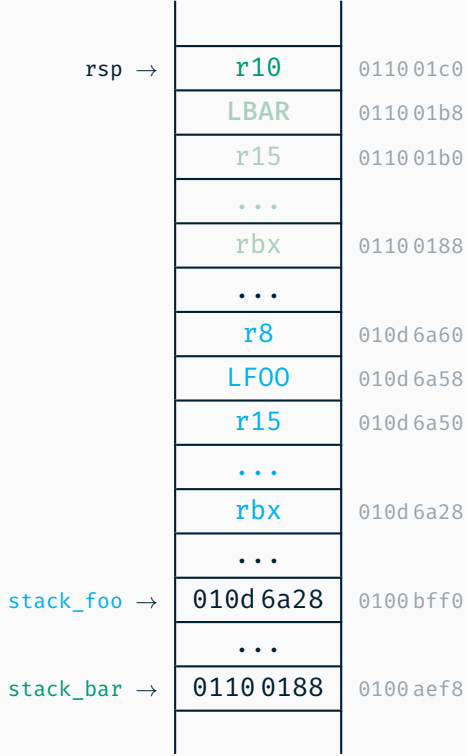 rsp → r10 0110 01c0
LBAR 0110 01b8
r15 0110 01b0
...
rbx 0110 0188
...
r8 010d 6a60
LFOO 010d 6a58
r15 010d 6a50
...
rbx 010d 6a28
...
stack_foo → 010d 6a28 0100 bff0
...
stack_bar → 0110 0188 0100 aef8